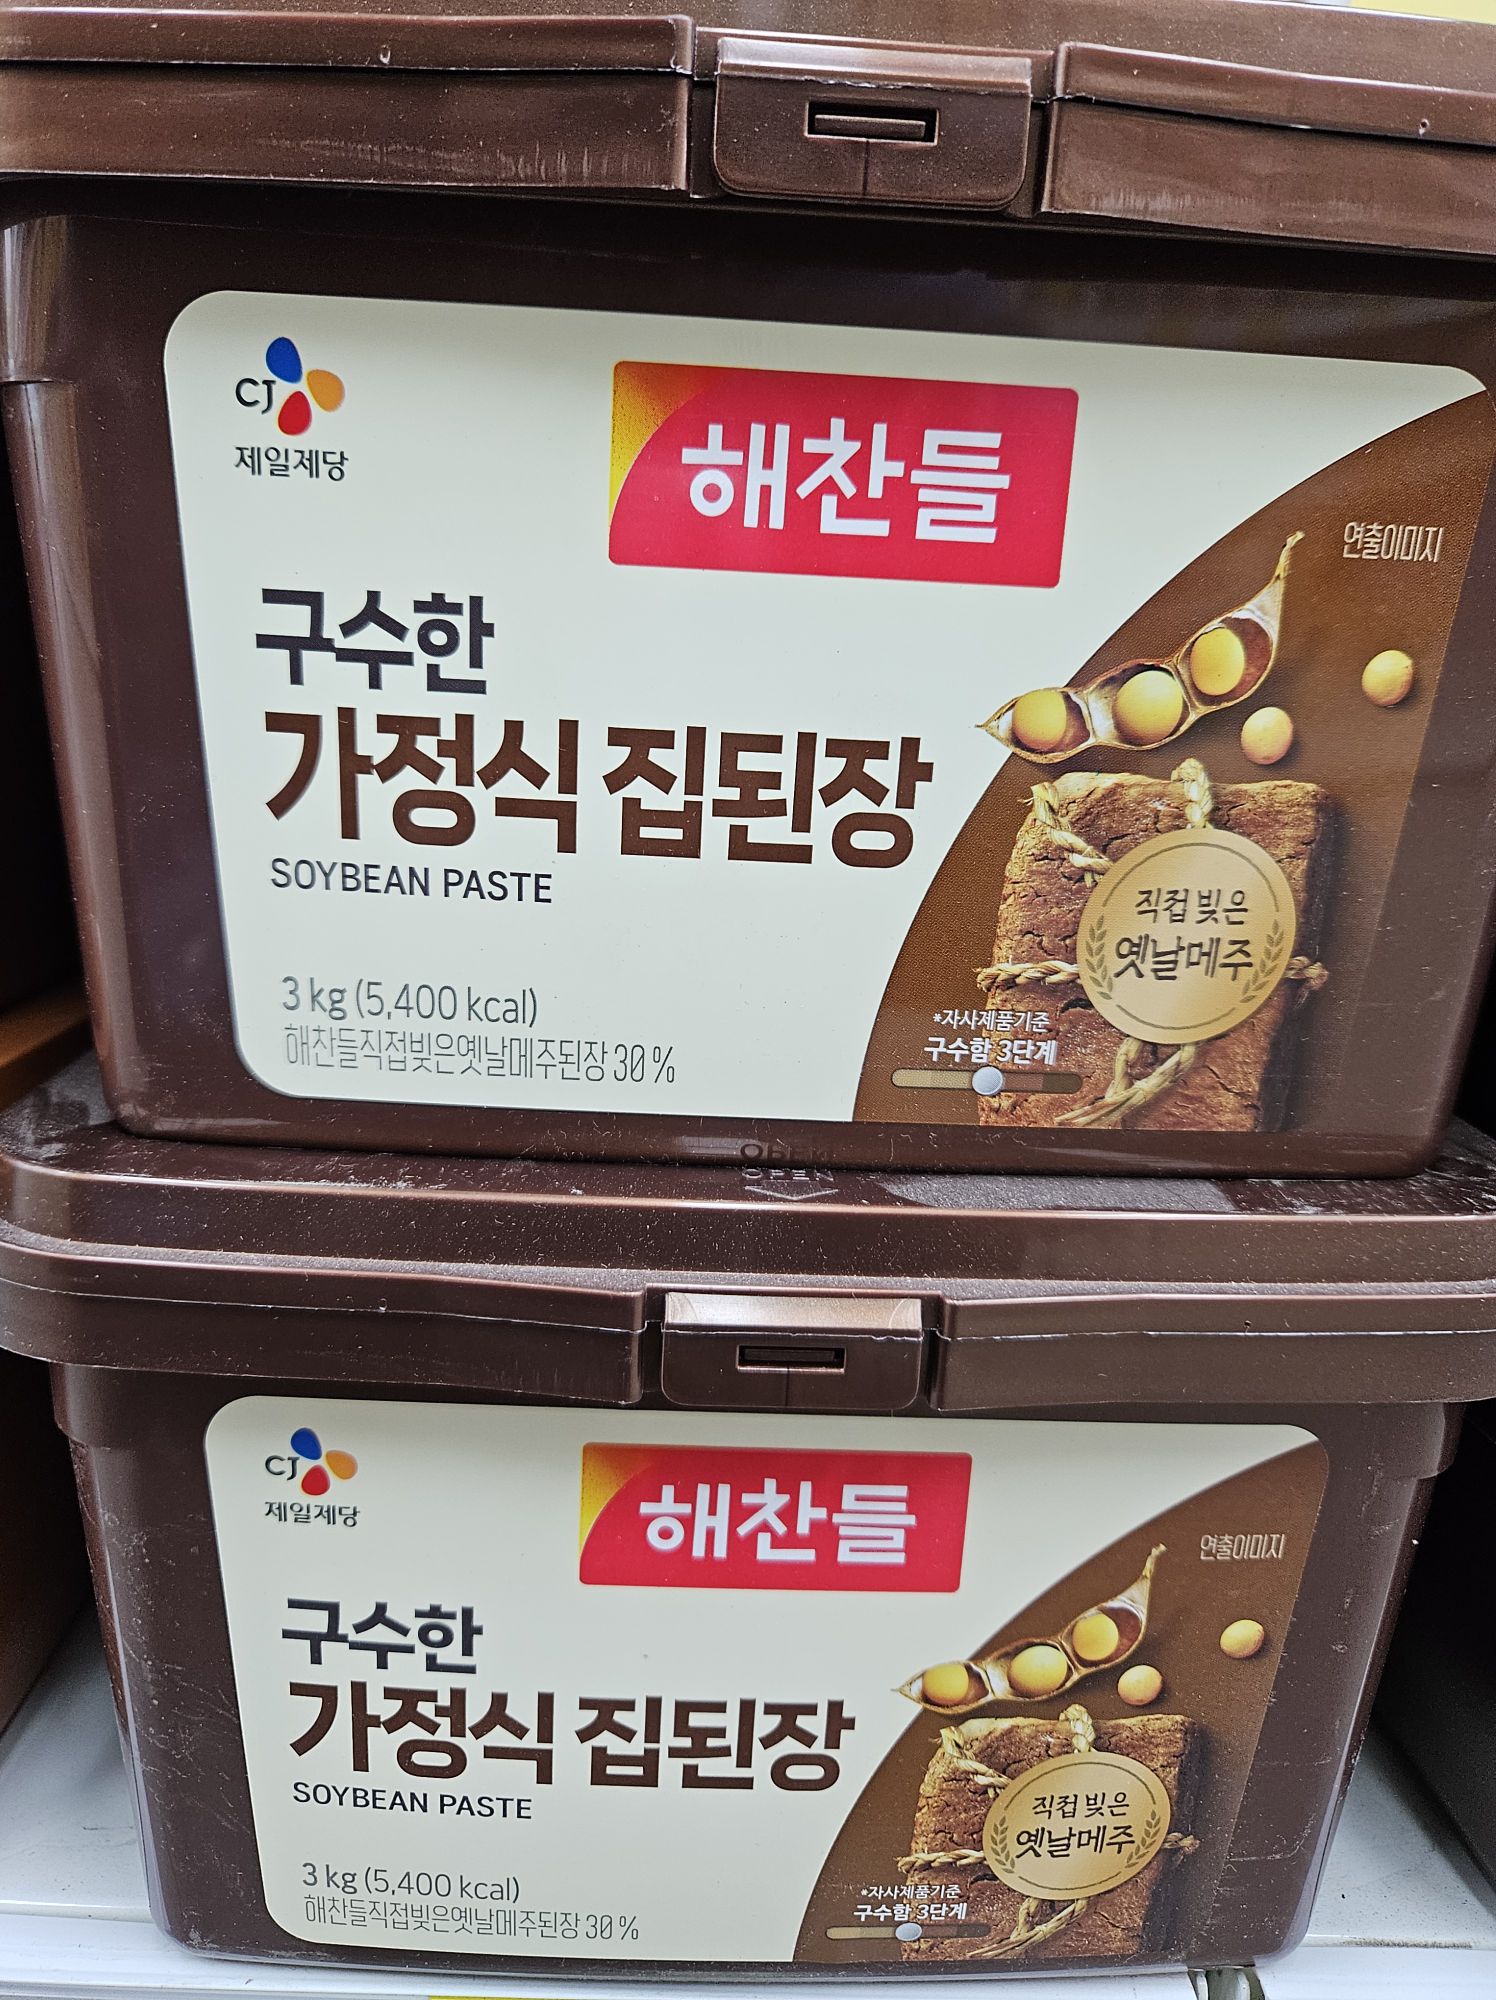 CJ
제일제당
해찬들
연출이미지
구수한
가정식 집된장
SOYBEAN PASTE
직접 빚은
옛날메주
3 kg (5,400 kcal)
해찬들직접빚은옛날메주된장 30 %
*자사제품기준
구수함 3단계
OPEN
OPEN
CJ
제일제당
해찬들
연출이미지
구수한
가정식 집된장
SOYBEAN PASTE
직접 빚은
옛날메주
3 kg (5,400 kcal)
해찬들직접빚은옛날메주된장 30 %
*자사제품기준
구수함 3단계